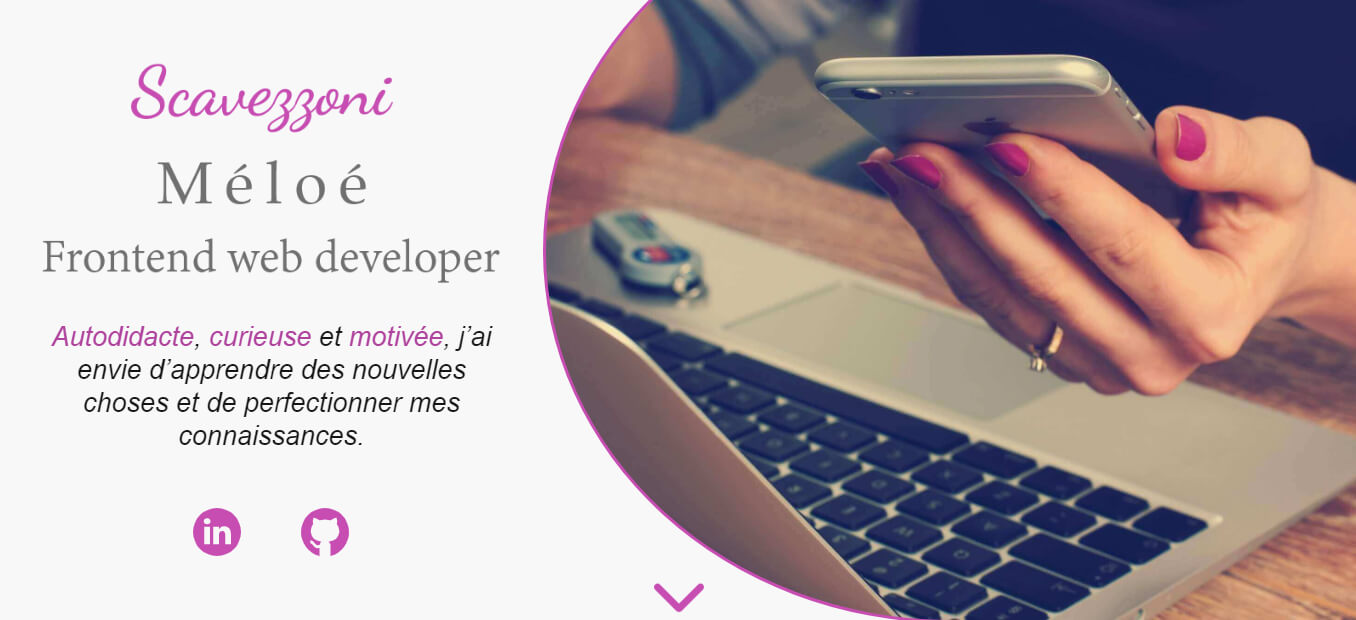 Scavezzoni
Méloé
Frontend web developer
Autodidacte, curieuse et motivée, j’ai
envie d’apprendre des nouvelles
choses et de perfectionner mes
connaissances.
in